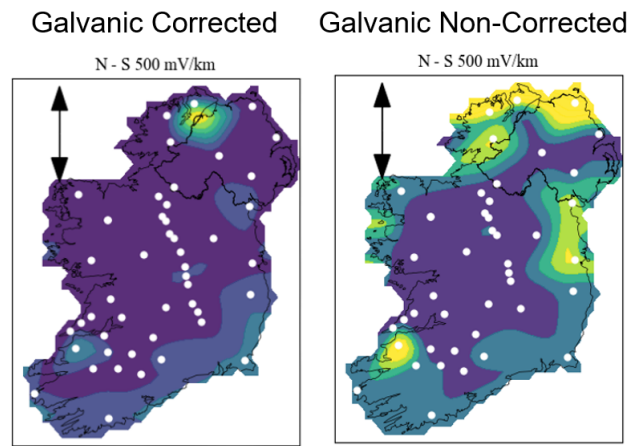 Galvanic Corrected
Galvanic Non-Corrected
N - S 500 mV/km
N - S 500 mV/km